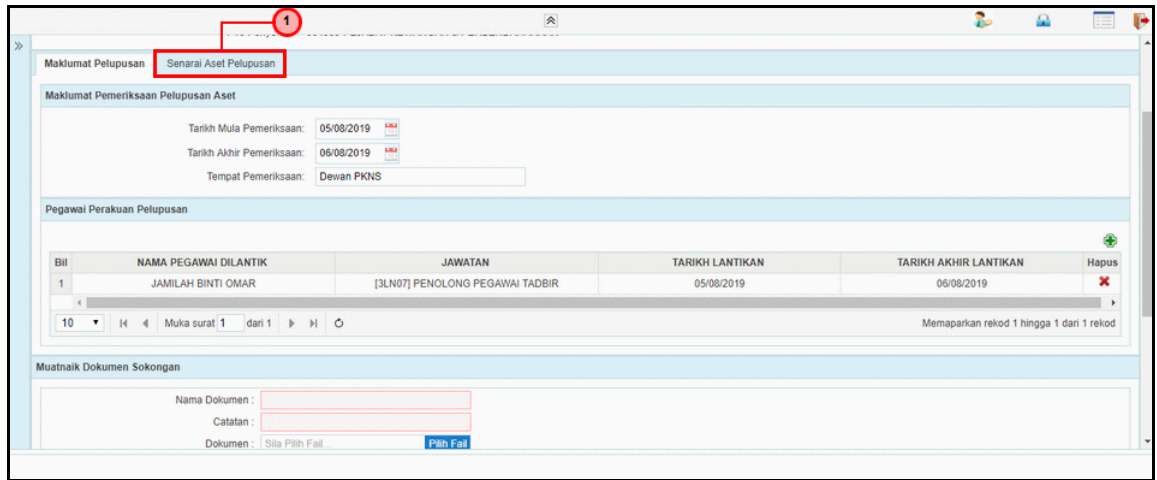 1
Maklumat Pelupusan Senarai Aset Pelupusan
Maklumat Pemeriksaan Pelupusan Aset
Tarikh Mula Pemeriksaan: 05/08/2019
Tarikh Akhir Pemeriksaan: 06/08/2019
Tempat Pemeriksaan: Dewan PKNS
Pegawai Perakuan Pelupusan
Bil NAMA PEGAWAI DILANTIK JAWATAN TARIKH LANTIKAN TARIKH AKHIR LANTIKAN Hapus
1 JAMILAH BINTI OMAR [3LN07] PENOLONG PEGAWAI TADBIR 05/08/2019 06/08/2019
10 Muka surat 1 dari 1 Memaparkan rekod 1 hingga 1 dari 1 rekod
Muatnaik Dokumen Sokongan
Nama Dokumen :
Catatan :
Dokumen : Sila Pilih Fail... Pilih Fail